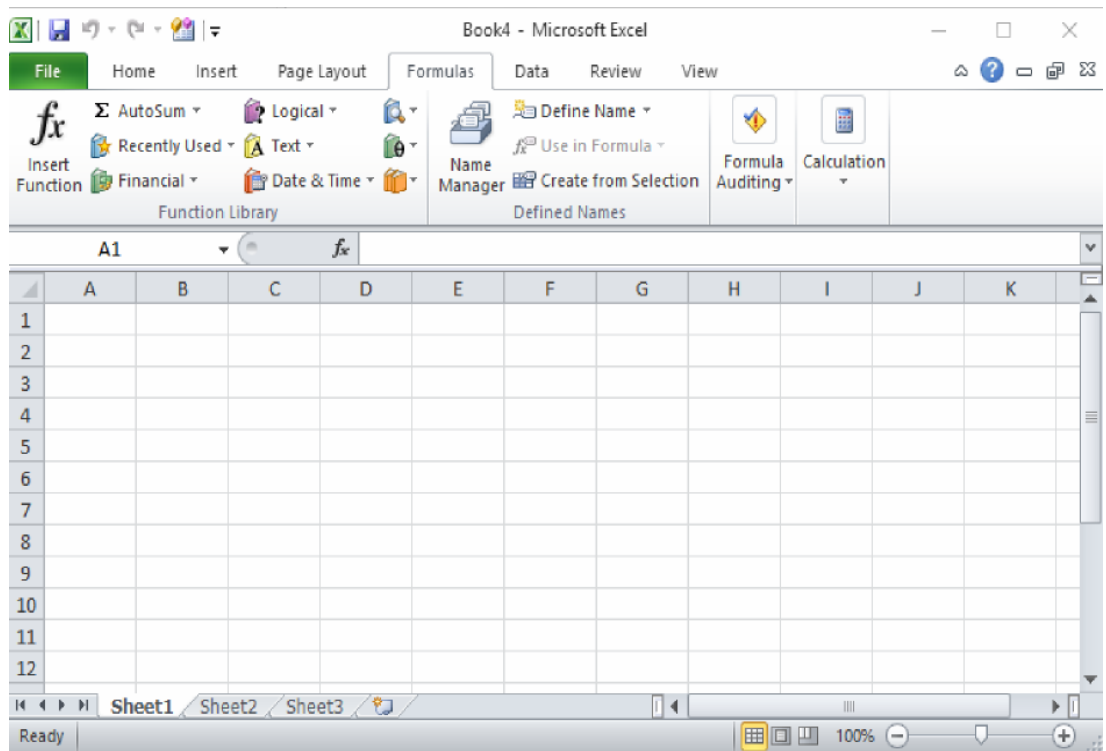 Book4 - Microsoft Excel
File Home Insert Page Layout Formulas Data Review View
fx Insert Function
Σ AutoSum
Recently Used
Financial
Logical
A Text
Date & Time
θ
Function Library
Name Manager
Define Name
Use in Formula
Create from Selection
Defined Names
Formula Auditing
Calculation
A1 fx
A B C D E F G H I J K
1
2
3
4
5
6
7
8
9
10
11
12
Sheet1 Sheet2 Sheet3
Ready 100%